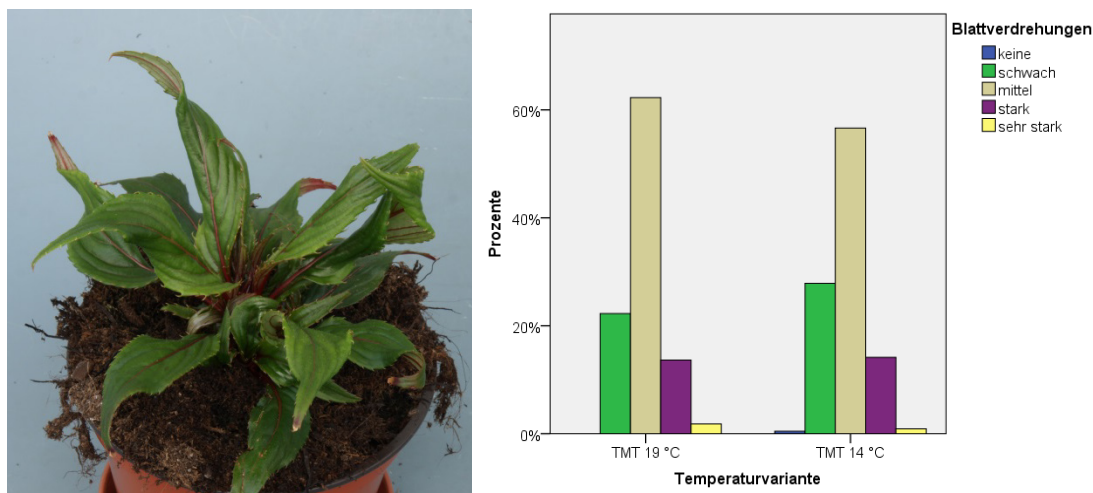 Blattverdrehungen
keine
schwach
mittel
stark
sehr stark
60%
40%
20%
0%
Prozente
TMT 19 °C
TMT 14 °C
Temperaturvariante